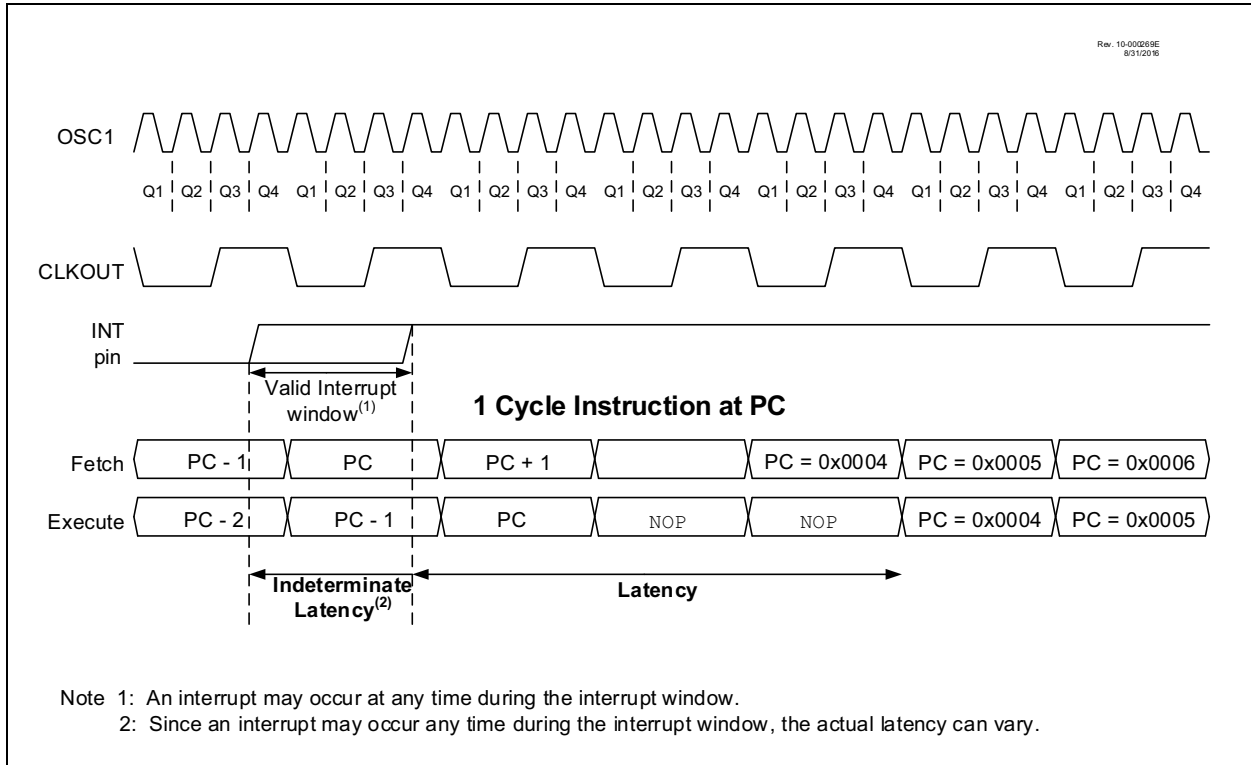 Rev. 10-000269E
8/31/2016
OSC1
Q1 Q2 Q3 Q4 Q1 Q2 Q3 Q4 Q1 Q2 Q3 Q4 Q1 Q2 Q3 Q4 Q1 Q2 Q3 Q4 Q1 Q2 Q3 Q4 Q1 Q2 Q3 Q4
CLKOUT
INT
pin
Valid Interrupt
window(1)
1 Cycle Instruction at PC
Fetch PC - 1 PC PC + 1 PC = 0x0004 PC = 0x0005 PC = 0x0006
Execute PC - 2 PC - 1 PC NOP NOP PC = 0x0004 PC = 0x0005
Indeterminate
Latency(2)
Latency
Note 1: An interrupt may occur at any time during the interrupt window.
2: Since an interrupt may occur any time during the interrupt window, the actual latency can vary.